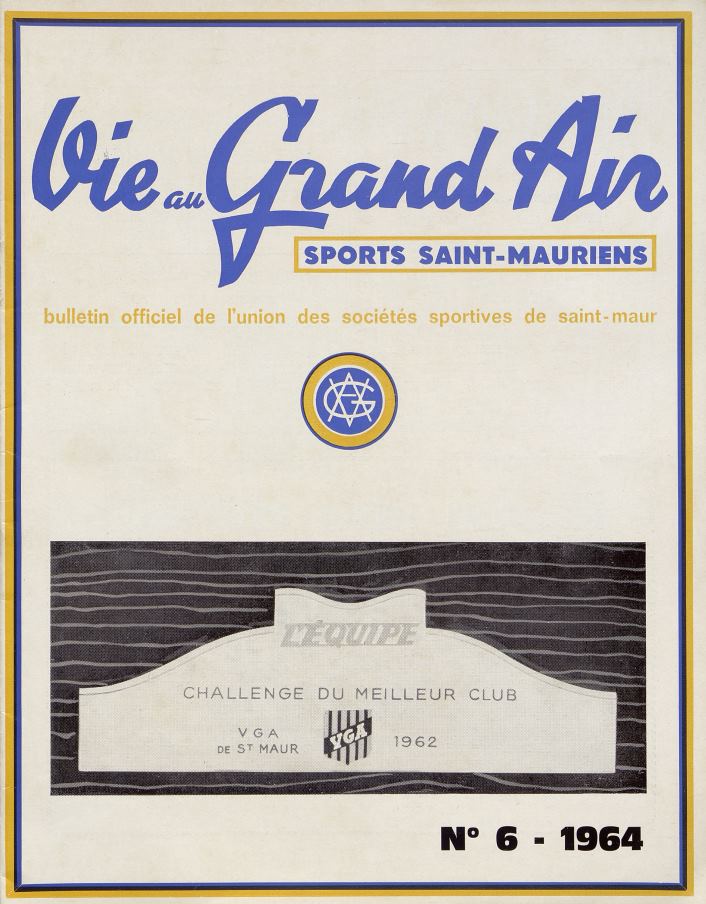 Vie au Grand Air
SPORTS SAINT-MAURIENS
bulletin officiel de l'union des sociétés sportives de saint-maur
VGA
L'ÉQUIPE
CHALLENGE DU MEILLEUR CLUB
VGA
DE ST MAUR
VGA
1962
N° 6 - 1964